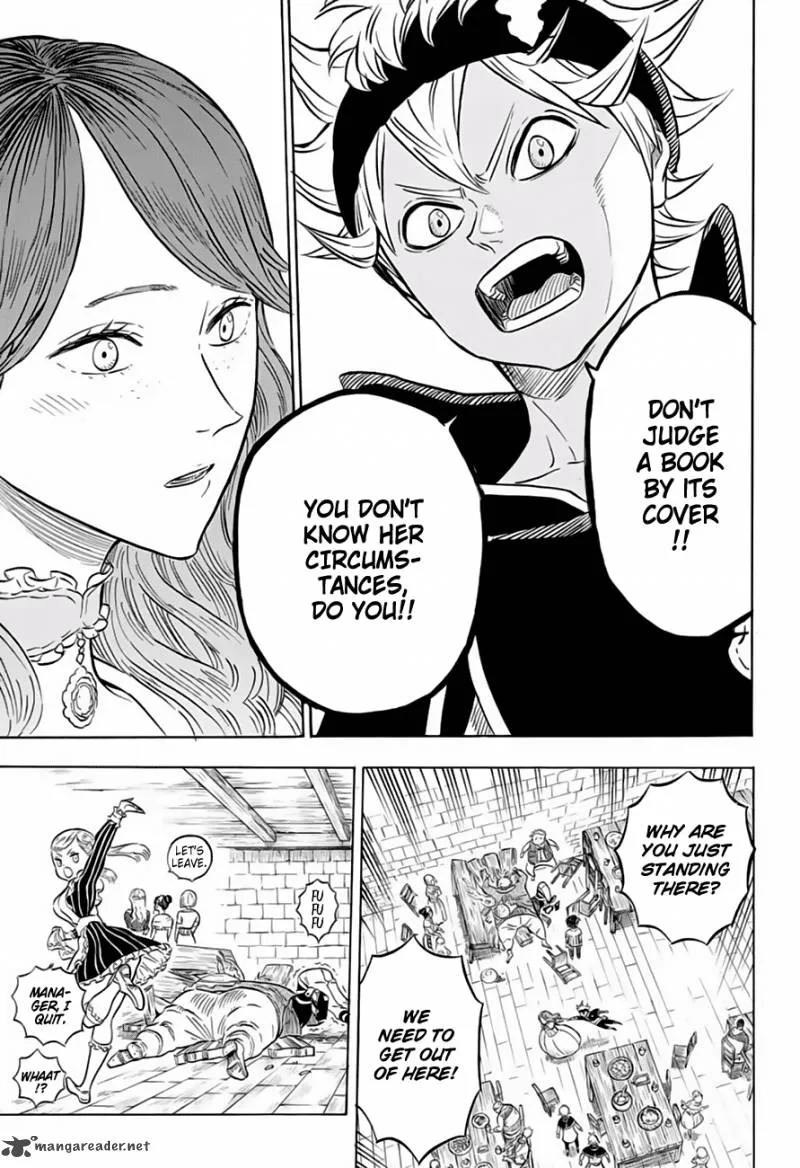 DON'T
JUDGE
A BOOK
BY ITS
COVER
!!
YOU DON'T
KNOW HER
CIRCUMS-
TANCES,
DO YOU!!
WHY ARE
YOU JUST
STANDING
THERE?
WE
NEED TO
GET OUT
OF HERE!
LET'S
LEAVE.
FU
FU
FU
MANA-
GER, I
QUIT.
WHAAT
!?
mangareader.net